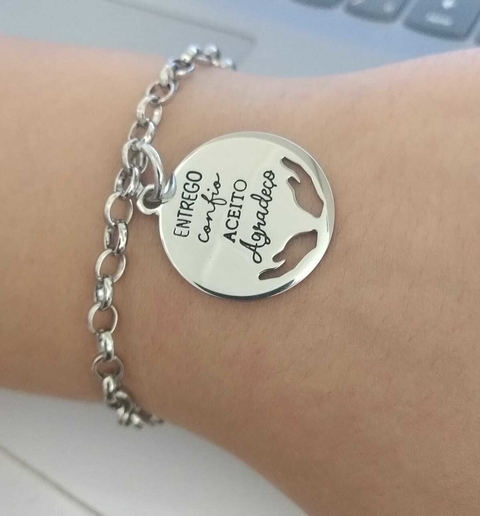 ENTREGO
confio
ACEITO
Agradeço